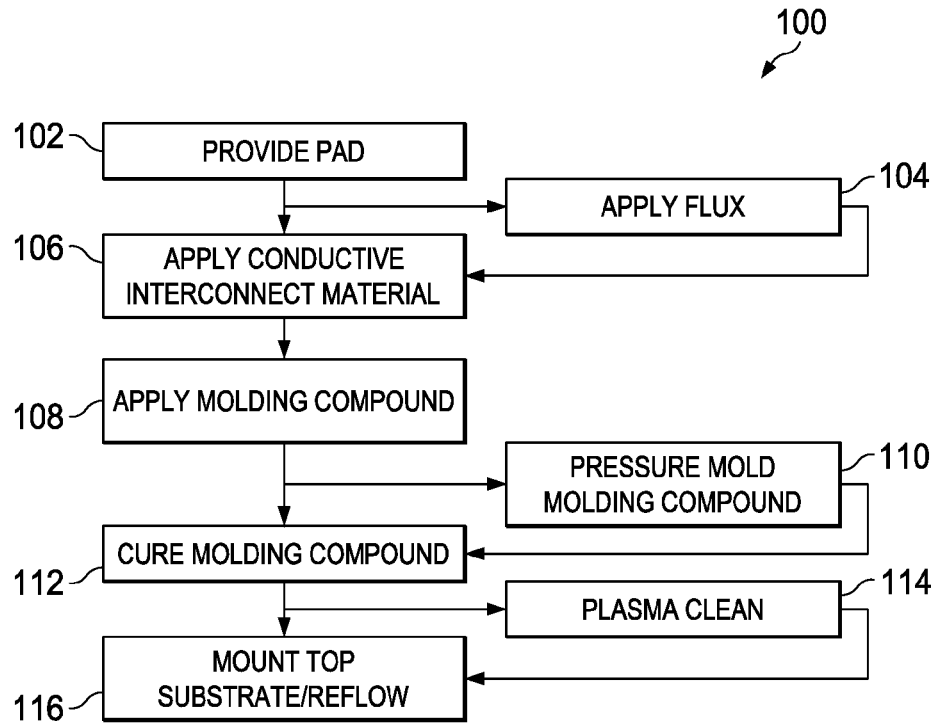 100
102
PROVIDE PAD
104
APPLY FLUX
106
APPLY CONDUCTIVE
INTERCONNECT MATERIAL
108
APPLY MOLDING COMPOUND
110
PRESSURE MOLD
MOLDING COMPOUND
112
CURE MOLDING COMPOUND
114
PLASMA CLEAN
116
MOUNT TOP
SUBSTRATE/REFLOW